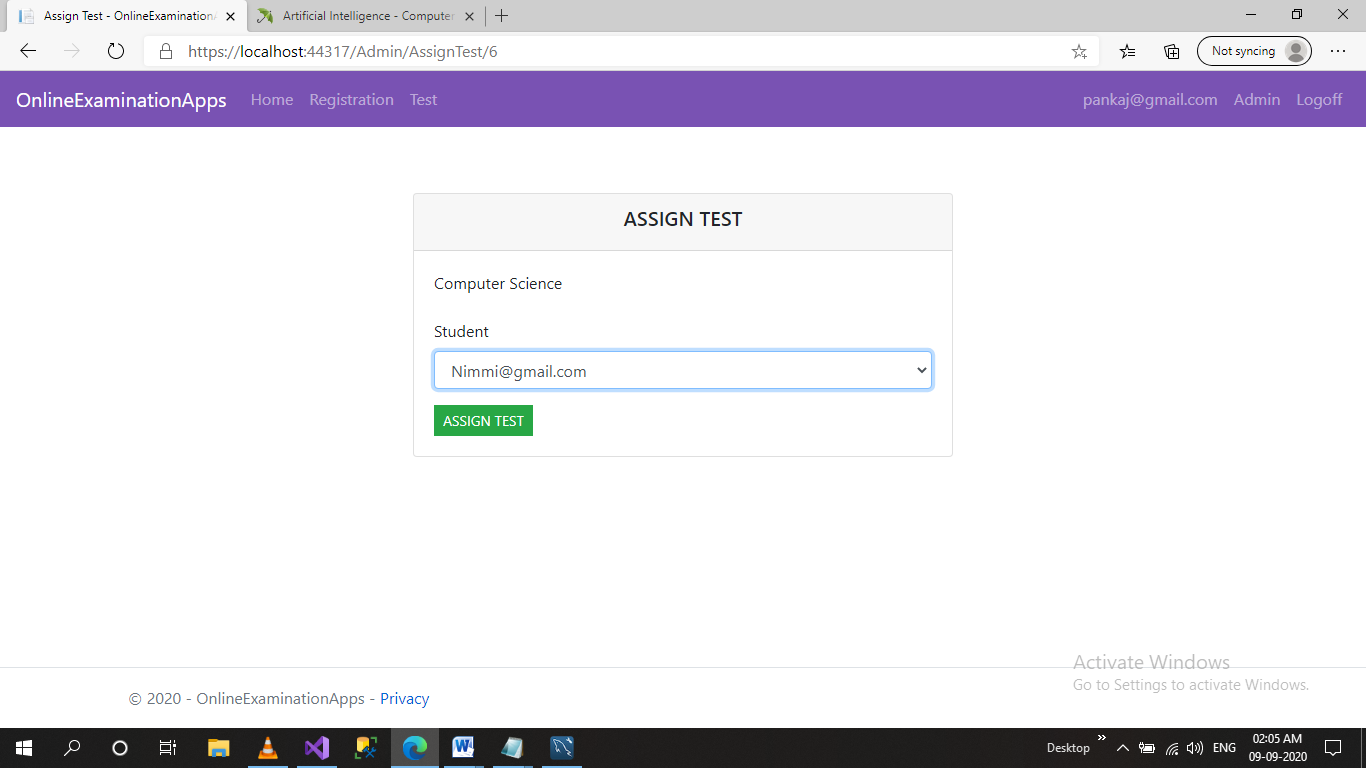 Assign Test - OnlineExamination
Artificial Intelligence - Computer
https://localhost:44317/Admin/AssignTest/6
Not syncing
OnlineExaminationApps Home Registration Test pankaj@gmail.com Admin Logoff
ASSIGN TEST
Computer Science
Student
Nimmi@gmail.com
ASSIGN TEST
Activate Windows
Go to Settings to activate Windows.
© 2020 - OnlineExaminationApps - Privacy
Desktop
ENG
02:05 AM
09-09-2020